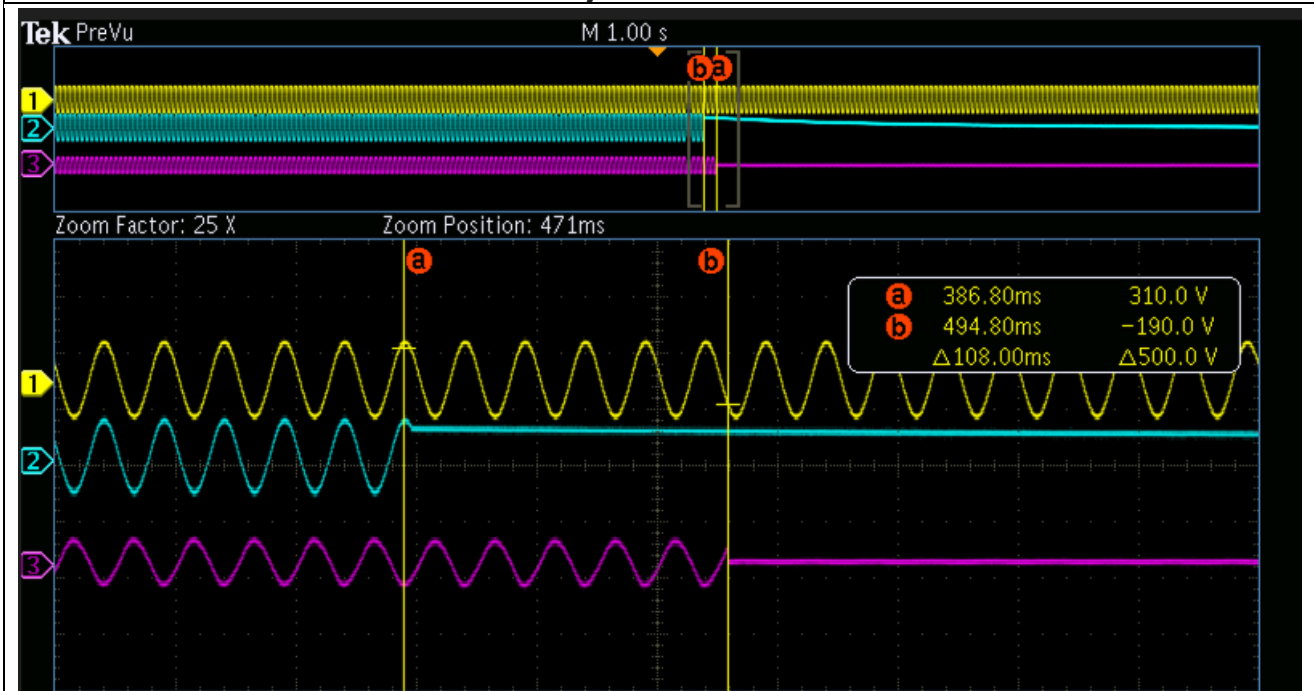 Tek PreVu M 1.00 s
b a
1
2
3
Zoom Factor: 25 X Zoom Position: 471ms
a b
a 386.80ms 310.0 V
b 494.80ms −190.0 V
Δ108.00ms Δ500.0 V
1
2
3